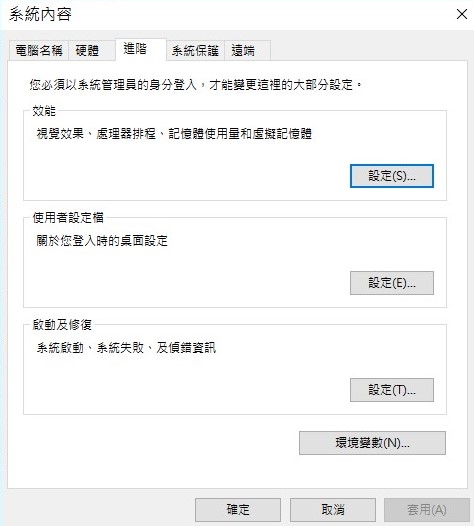 系統內容
電腦名稱 硬體 進階 系統保護 遠端
您必須以系統管理員的身分登入，才能變更這裡的大部分設定。
效能
視覺效果、處理器排程、記憶體使用量和虛擬記憶體
設定(S)...
使用者設定檔
關於您登入時的桌面設定
設定(E)...
啟動及修復
系統啟動、系統失敗、及偵錯資訊
設定(T)...
環境變數(N)...
確定 取消 套用(A)